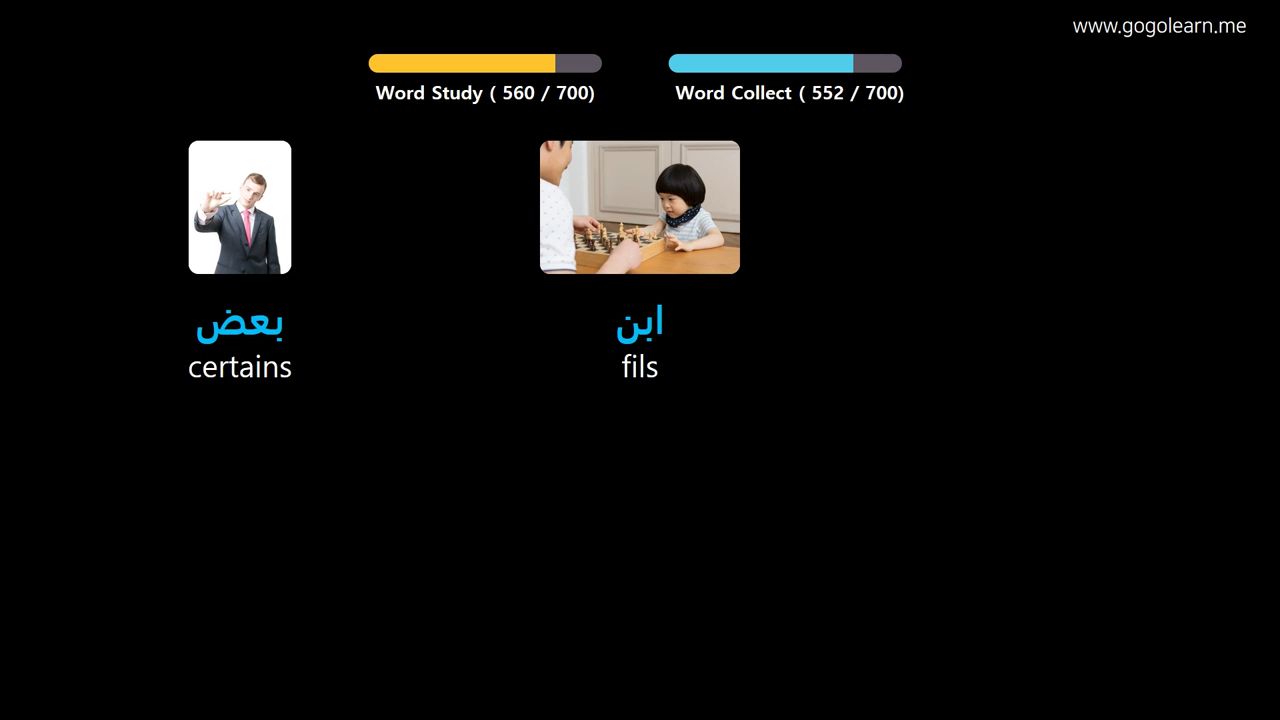 www.gogolearn.me
Word Study ( 560 / 700)
Word Collect ( 552 / 700)
بعض
certains
ابن
fils